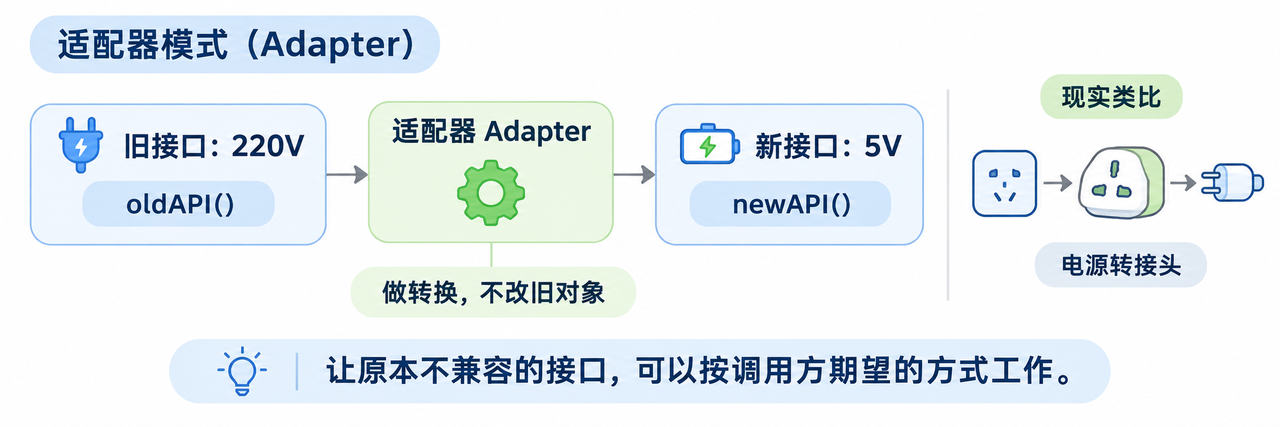 适配器模式（Adapter）
旧接口：220V
oldAPI()
适配器 Adapter
做转换，不改旧对象
新接口：5V
newAPI()
现实类比
电源转接头
让原本不兼容的接口，可以按调用方期望的方式工作。